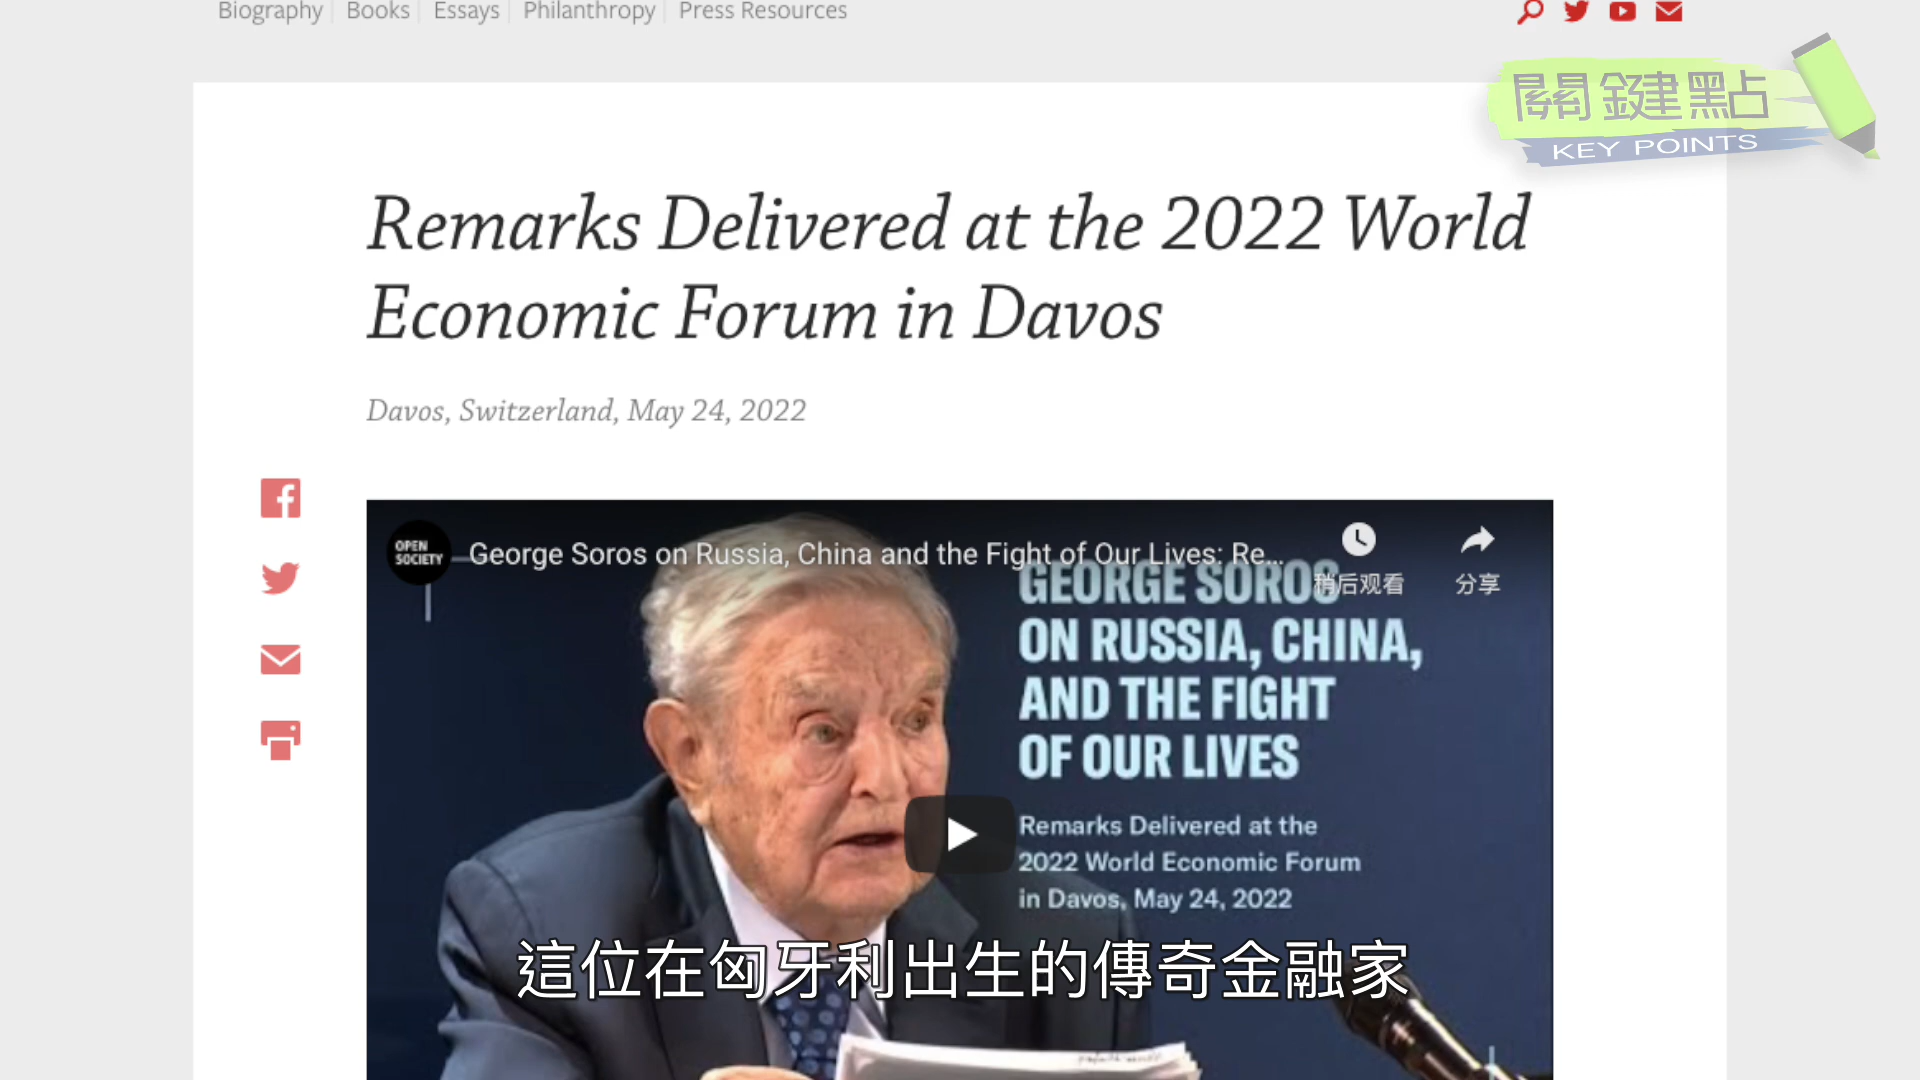 Biography Books Essays Philanthropy Press Resources
關鍵點
KEY POINTS
Remarks Delivered at the 2022 World
Economic Forum in Davos
Davos, Switzerland, May 24, 2022
OPEN
SOCIETY
George Soros on Russia, China and the Fight of Our Lives: Re...
稍后观看
分享
GEORGE SOROS
ON RUSSIA, CHINA,
AND THE FIGHT
OF OUR LIVES
Remarks Delivered at the
2022 World Economic Forum
in Davos, May 24, 2022
這位在匈牙利出生的傳奇金融家